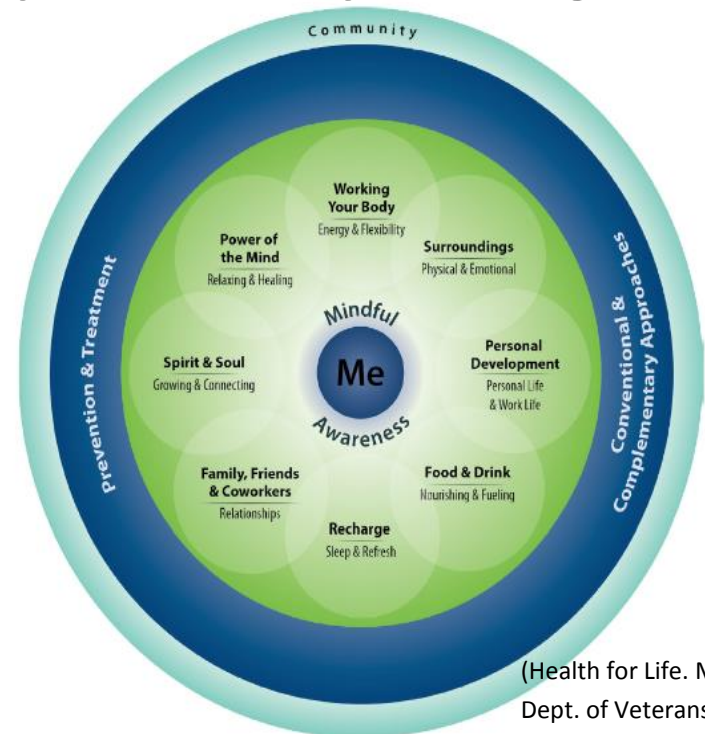 Community
Working
Your Body
Energy & Flexibility
Surroundings
Physical & Emotional
Personal
Development
Personal Life
& Work Life
Food & Drink
Nourishing & Fueling
Recharge
Sleep & Refresh
Family, Friends
& Coworkers
Relationships
Spirit & Soul
Growing & Connecting
Power of
the Mind
Relaxing & Healing
Mindful
Me
Awareness
Prevention & Treatment
Conventional &
Complementary Approaches
(Health for Life.
Dept. of Veterans